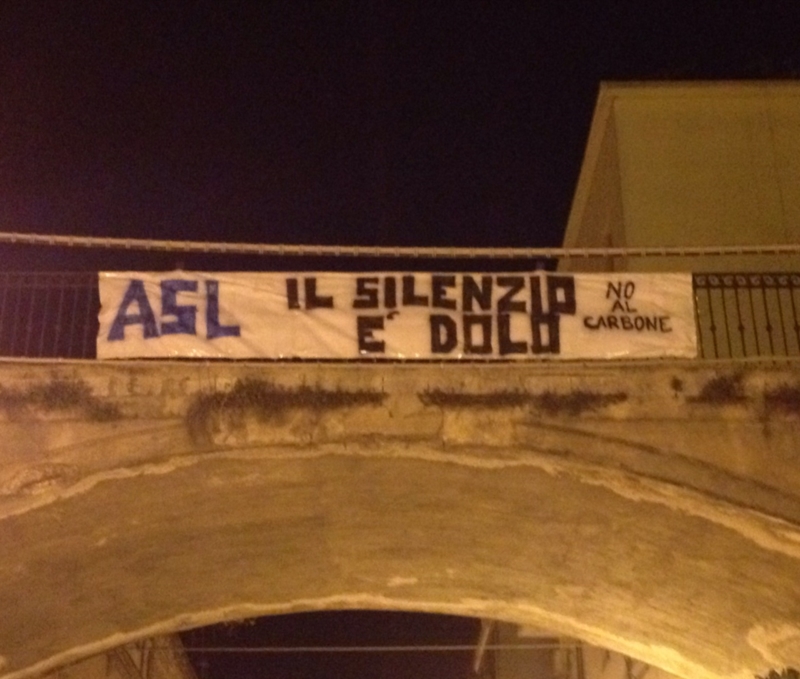 ASL
IL SILENZIO
E' DOLO
NO
AL
CARBONE